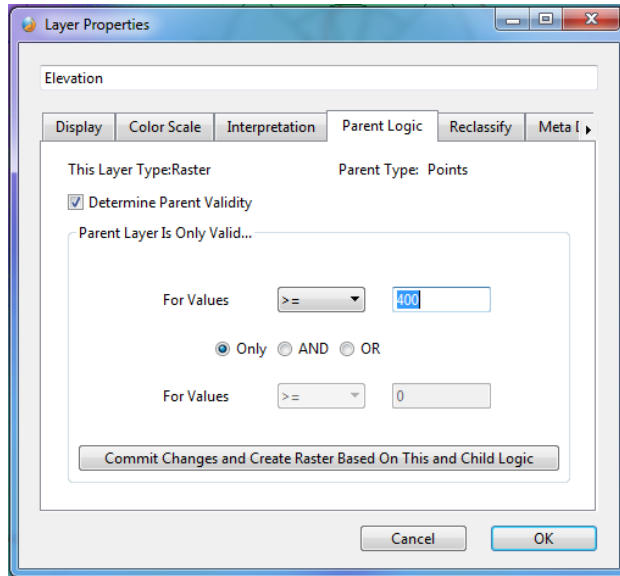 Layer Properties
Elevation
Display Color Scale Interpretation Parent Logic Reclassify Meta
This Layer Type:Raster Parent Type: Points
Determine Parent Validity
Parent Layer Is Only Valid...
For Values >= 400
Only AND OR
For Values >= 0
Commit Changes and Create Raster Based On This and Child Logic
Cancel OK